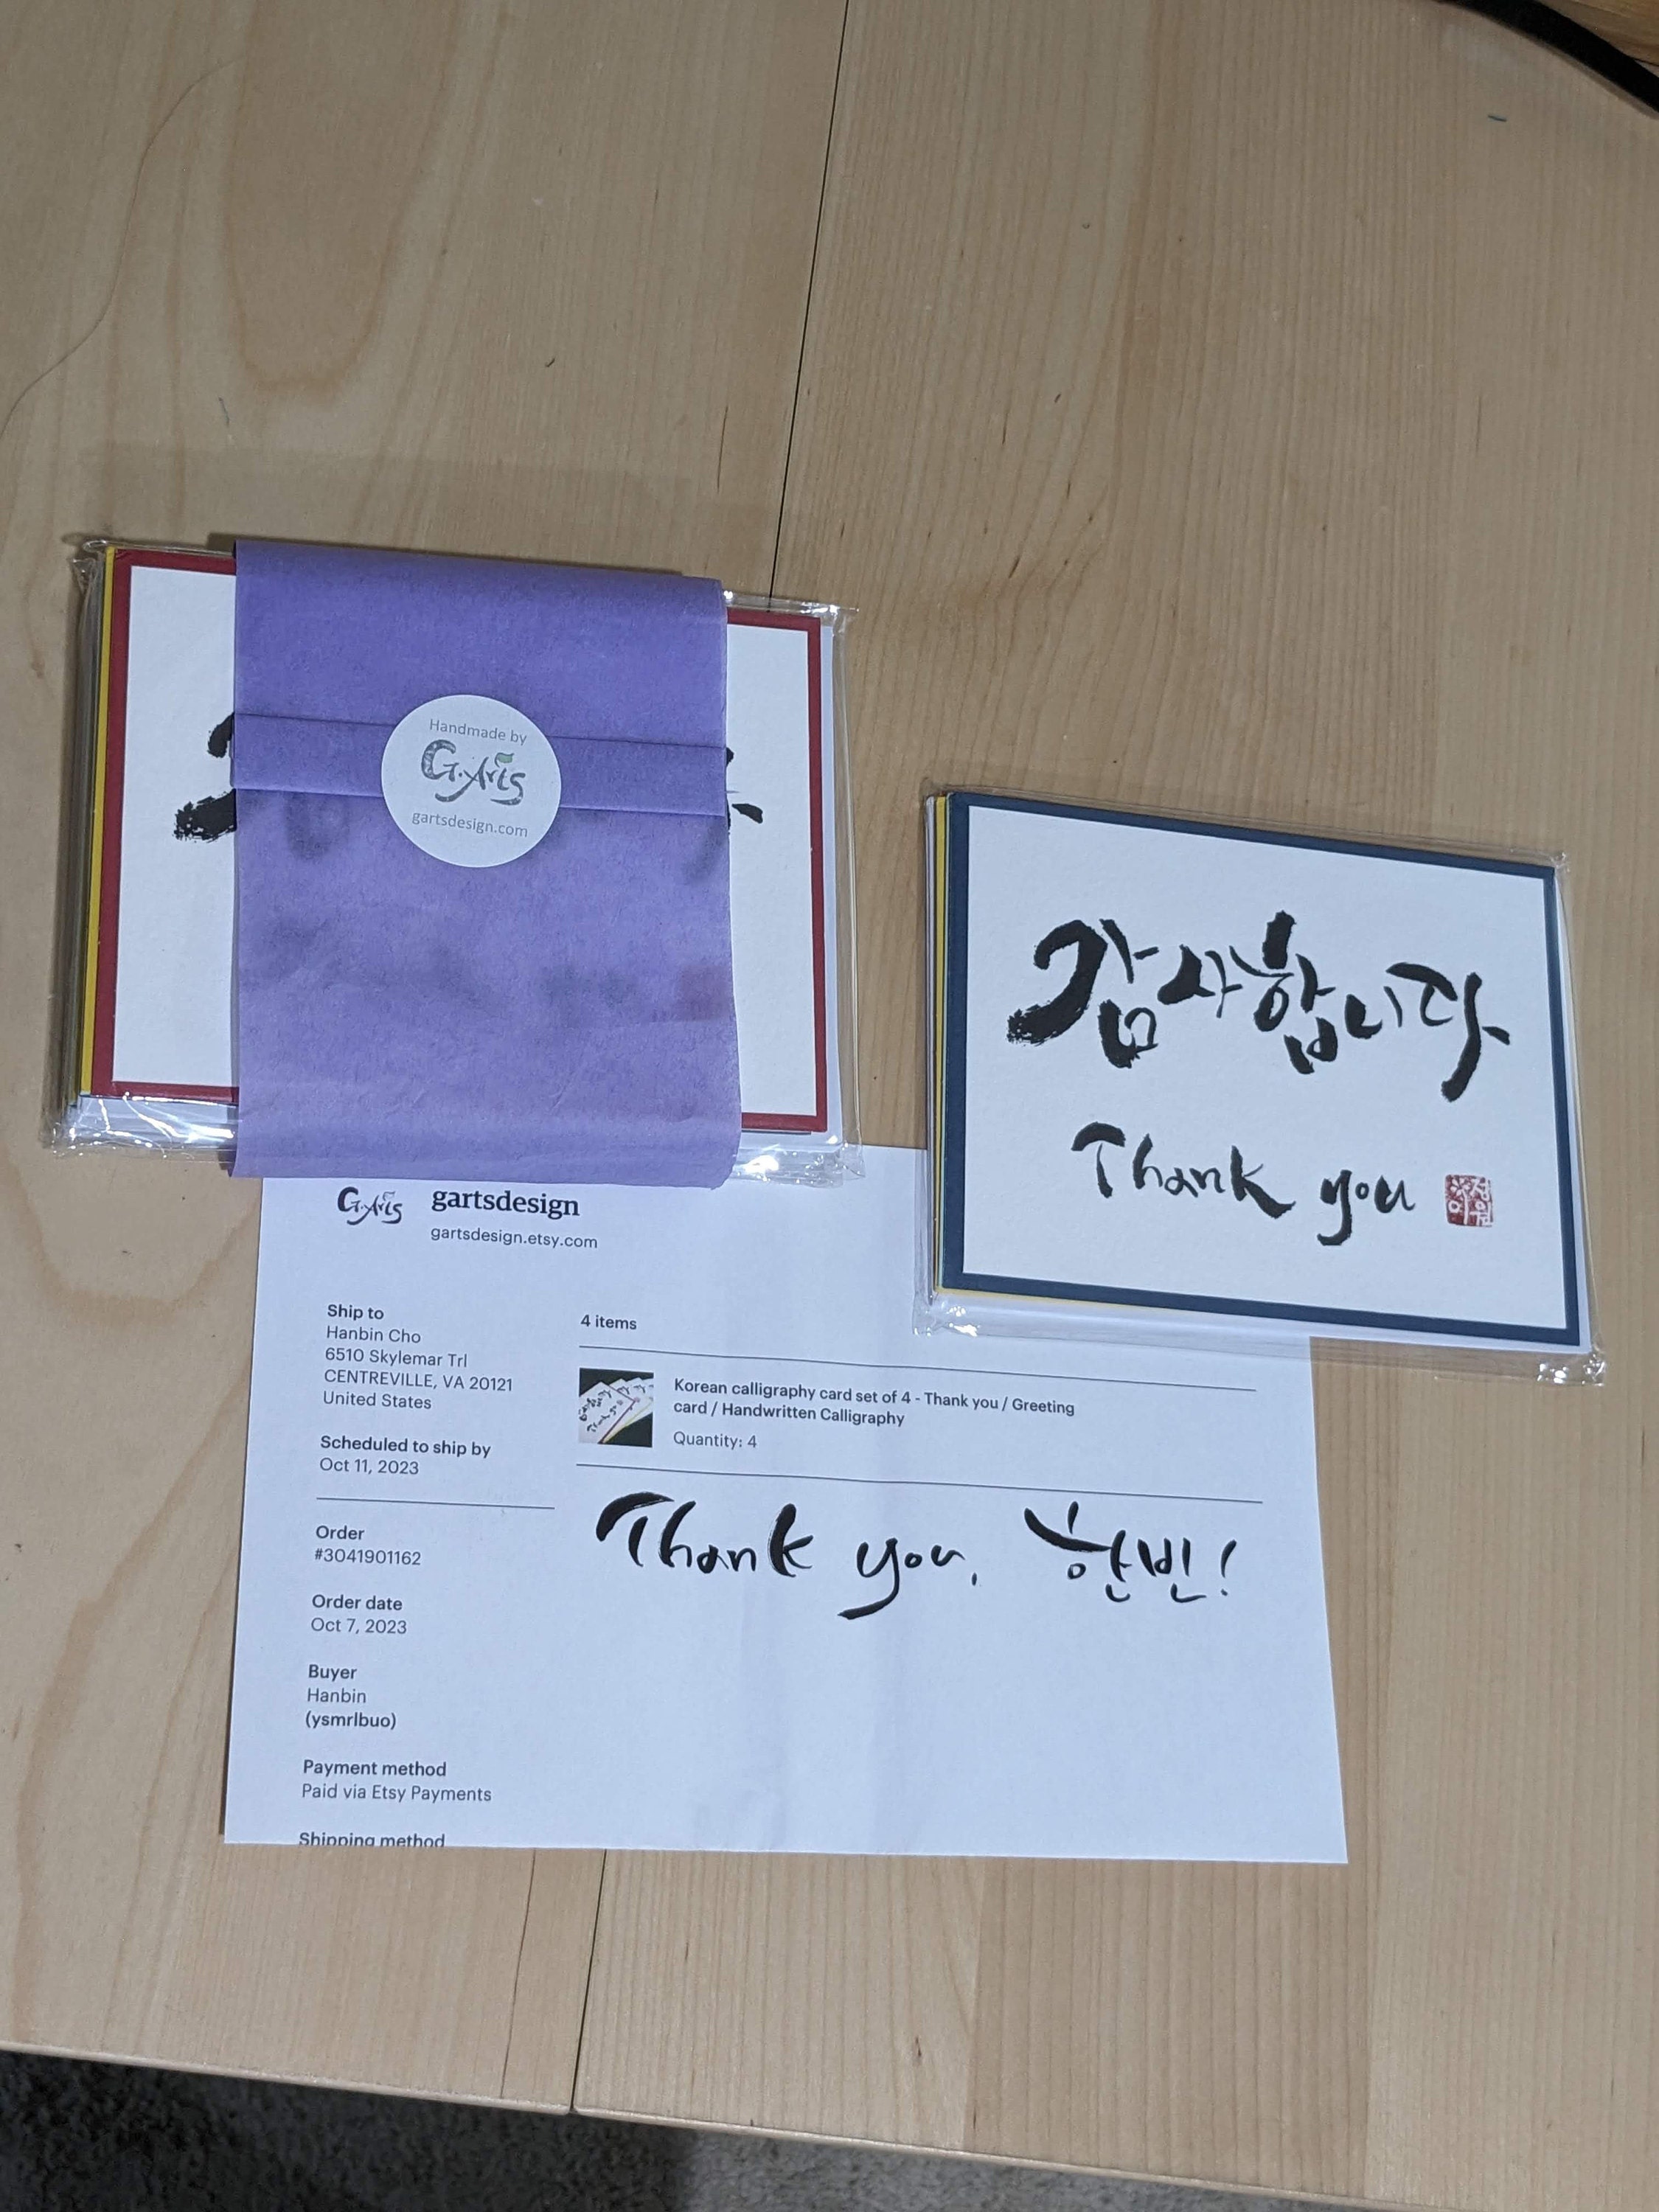 Handmade by
G.Arts
gartsdesign.com
감사합니다
Thank you
G.Arts
gartsdesign
gartsdesign.etsy.com
Ship to
Hanbin Cho
6510 Skylemar Trl
CENTREVILLE, VA 20121
United States
Scheduled to ship by
Oct 11, 2023
Order
#3041901162
Order date
Oct 7, 2023
Buyer
Hanbin
(ysmrlbuo)
Payment method
Paid via Etsy Payments
Shipping method
4 items
Korean calligraphy card set of 4 - Thank you / Greeting
card / Handwritten Calligraphy
Quantity: 4
Thank you, 한빈!